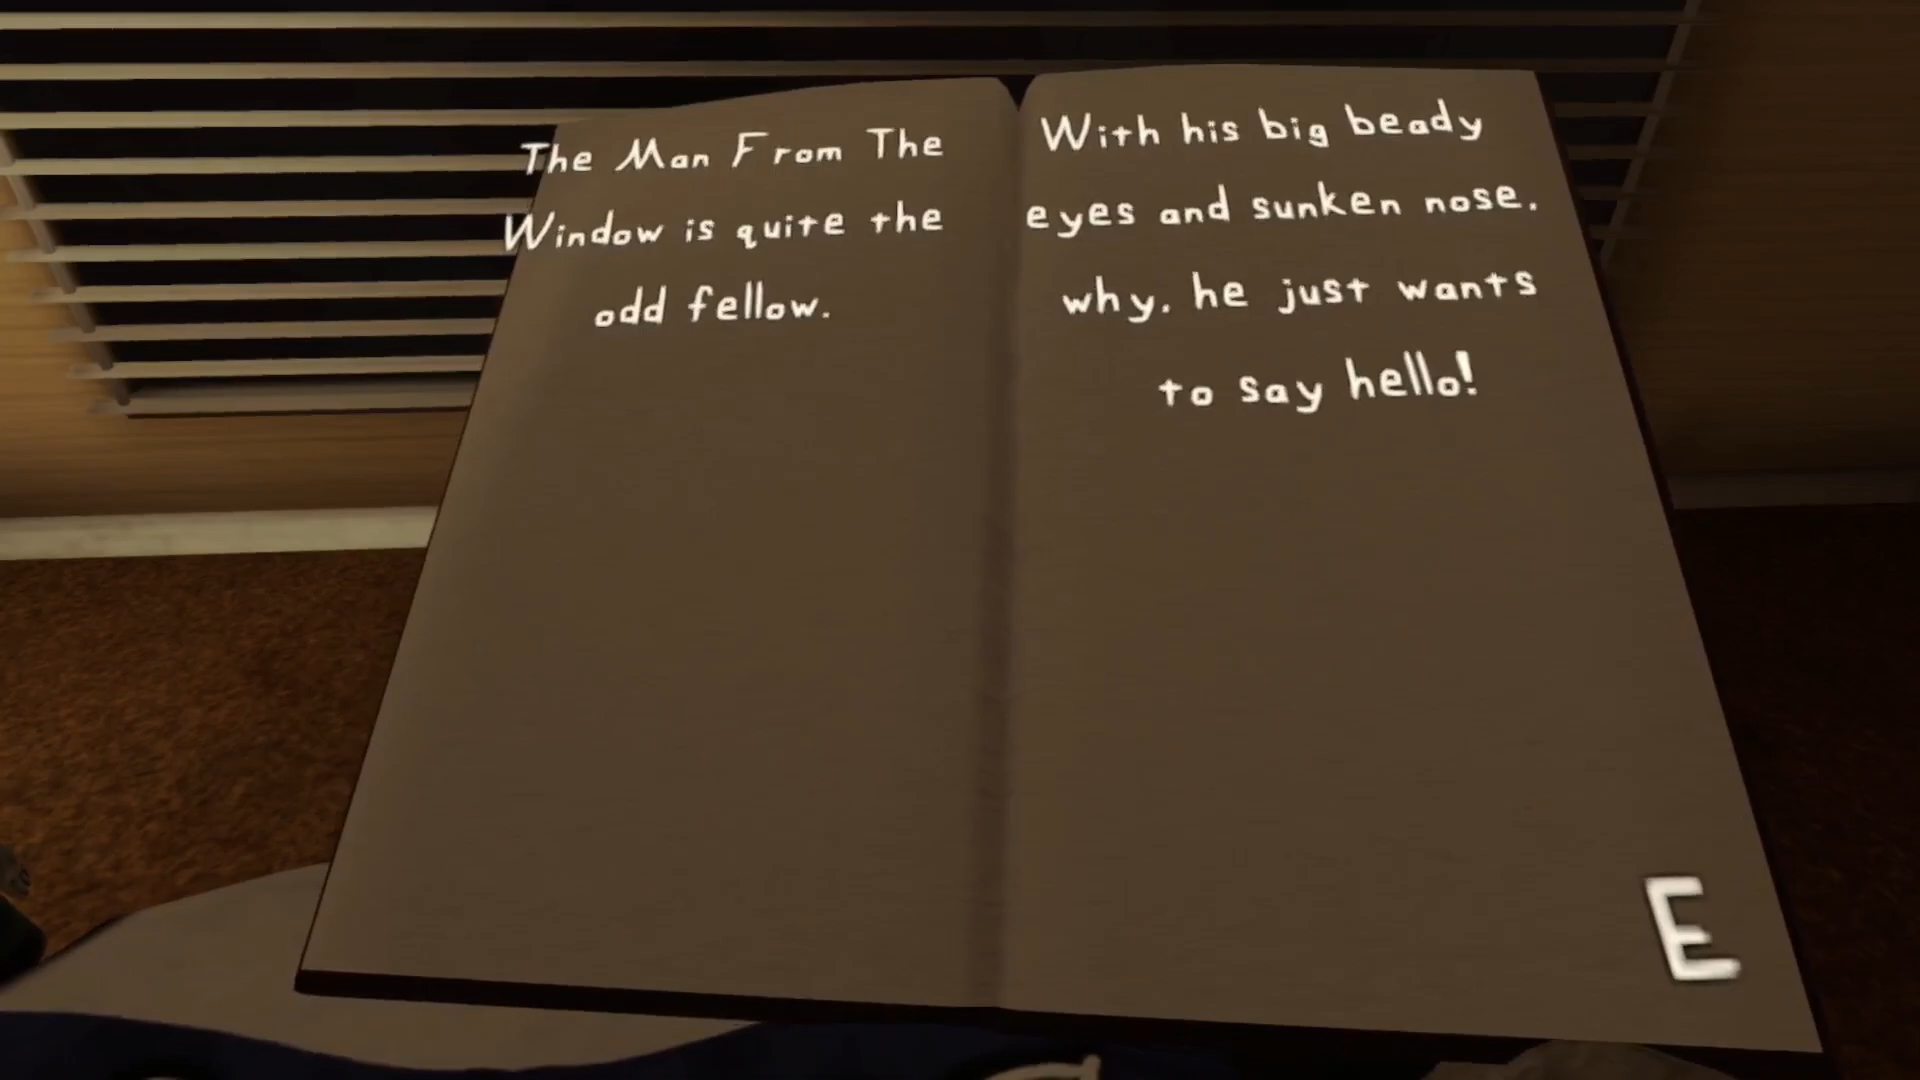 The Man From The
Window is quite the
odd fellow.
With his big beady
eyes and sunken nose,
why, he just wants
to say hello!
E